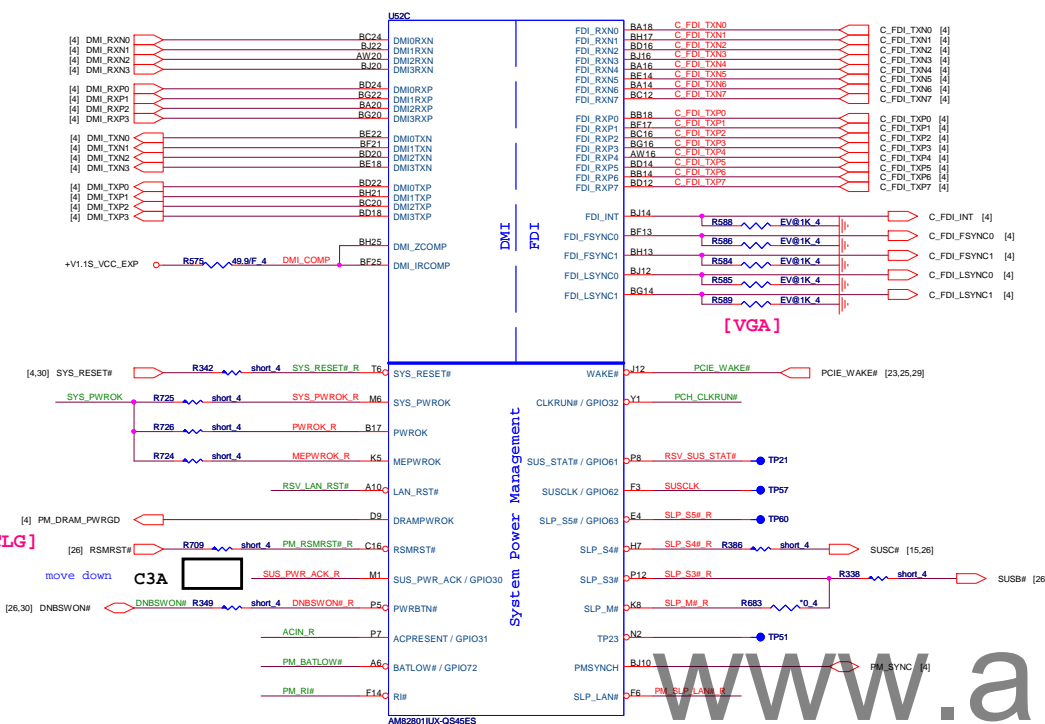 U52C
[4] DMI_RXN0 BC24 DMI0RXN
[4] DMI_RXN1 BJ22 DMI1RXN
[4] DMI_RXN2 AW20 DMI2RXN
[4] DMI_RXN3 BJ20 DMI3RXN
[4] DMI_RXP0 BD24 DMI0RXP
[4] DMI_RXP1 BG22 DMI1RXP
[4] DMI_RXP2 BA20 DMI2RXP
[4] DMI_RXP3 BG20 DMI3RXP
[4] DMI_TXN0 BE22 DMI0TXN
[4] DMI_TXN1 BF21 DMI1TXN
[4] DMI_TXN2 BD20 DMI2TXN
[4] DMI_TXN3 BE18 DMI3TXN
[4] DMI_TXP0 BD22 DMI0TXP
[4] DMI_TXP1 BH21 DMI1TXP
[4] DMI_TXP2 BC20 DMI2TXP
[4] DMI_TXP3 BD18 DMI3TXP
BH25 DMI_ZCOMP
+V1.1S_VCC_EXP R575 49.9/F_4 DMI_COMP BF25 DMI_IRCOMP
DMI
FDI
FDI_RXN0 BA18 C_FDI_TXN0 C_FDI_TXN0 [4]
FDI_RXN1 BH17 C_FDI_TXN1 C_FDI_TXN1 [4]
FDI_RXN2 BD16 C_FDI_TXN2 C_FDI_TXN2 [4]
FDI_RXN3 BJ16 C_FDI_TXN3 C_FDI_TXN3 [4]
FDI_RXN4 BA16 C_FDI_TXN4 C_FDI_TXN4 [4]
FDI_RXN5 BE14 C_FDI_TXN5 C_FDI_TXN5 [4]
FDI_RXN6 BA14 C_FDI_TXN6 C_FDI_TXN6 [4]
FDI_RXN7 BC12 C_FDI_TXN7 C_FDI_TXN7 [4]
FDI_RXP0 BB18 C_FDI_TXP0 C_FDI_TXP0 [4]
FDI_RXP1 BF17 C_FDI_TXP1 C_FDI_TXP1 [4]
FDI_RXP2 BC16 C_FDI_TXP2 C_FDI_TXP2 [4]
FDI_RXP3 BG16 C_FDI_TXP3 C_FDI_TXP3 [4]
FDI_RXP4 AW16 C_FDI_TXP4 C_FDI_TXP4 [4]
FDI_RXP5 BD14 C_FDI_TXP5 C_FDI_TXP5 [4]
FDI_RXP6 BB14 C_FDI_TXP6 C_FDI_TXP6 [4]
FDI_RXP7 BD12 C_FDI_TXP7 C_FDI_TXP7 [4]
FDI_INT BJ14 C_FDI_INT [4]
R588 EV@1K_4
FDI_FSYNC0 BF13 C_FDI_FSYNC0 [4]
R586 EV@1K_4
FDI_FSYNC1 BH13 C_FDI_FSYNC1 [4]
R584 EV@1K_4
FDI_LSYNC0 BJ12 C_FDI_LSYNC0 [4]
R585 EV@1K_4
FDI_LSYNC1 BG14 C_FDI_LSYNC1 [4]
R589 EV@1K_4
[VGA]
[4,30] SYS_RESET# R342 short_4 SYS_RESET#_R T6 SYS_RESET#
SYS_PWROK R725 short_4 SYS_PWROK_R M6 SYS_PWROK
R726 short_4 PWROK_R B17 PWROK
R724 short_4 MEPWROK_R K5 MEPWROK
RSV_LAN_RST# A10 LAN_RST#
[4] PM_DRAM_PWRGD D9 DRAMPWROK
LG]
[26] RSMRST# R709 short_4 PM_RSMRST#_R C16 RSMRST#
move down C3A SUS_PWR_ACK_R M1 SUS_PWR_ACK / GPIO30
[26,30] DNBSWON# DNBSWON# R349 short_4 DNBSWON#_R P5 PWRBTN#
ACIN_R P7 ACPRESENT / GPIO31
PM_BATLOW# A6 BATLOW# / GPIO72
PM_RI# F14 RI#
System Power Management
WAKE# J12 PCIE_WAKE# PCIE_WAKE# [23,25,29]
CLKRUN# / GPIO32 Y1 PCH_CLKRUN#
SUS_STAT# / GPIO61 P8 RSV_SUS_STAT# TP21
SUSCLK / GPIO62 F3 SUSCLK TP57
SLP_S5# / GPIO63 E4 SLP_S5#_R TP60
SLP_S4# H7 SLP_S4#_R R386 short_4 SUSC# [15,26]
SLP_S3# P12 SLP_S3#_R R338 short_4 SUSB# [26
SLP_M# K8 SLP_M#_R R683 *0_4
TP23 N2 TP51
PMSYNCH BJ10 PM_SYNC [4]
SLP_LAN# F6 PM_SLP_LAN#_R
AM82801IUX-QS45ES
www.a